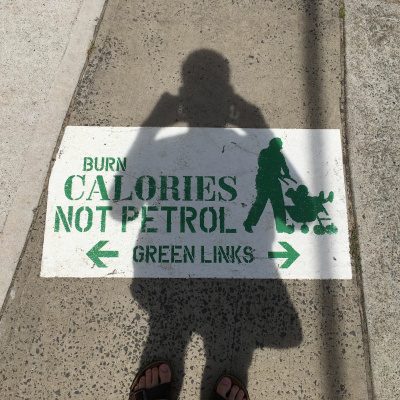 BURN
CALORIES
NOT PETROL
GREEN LINKS